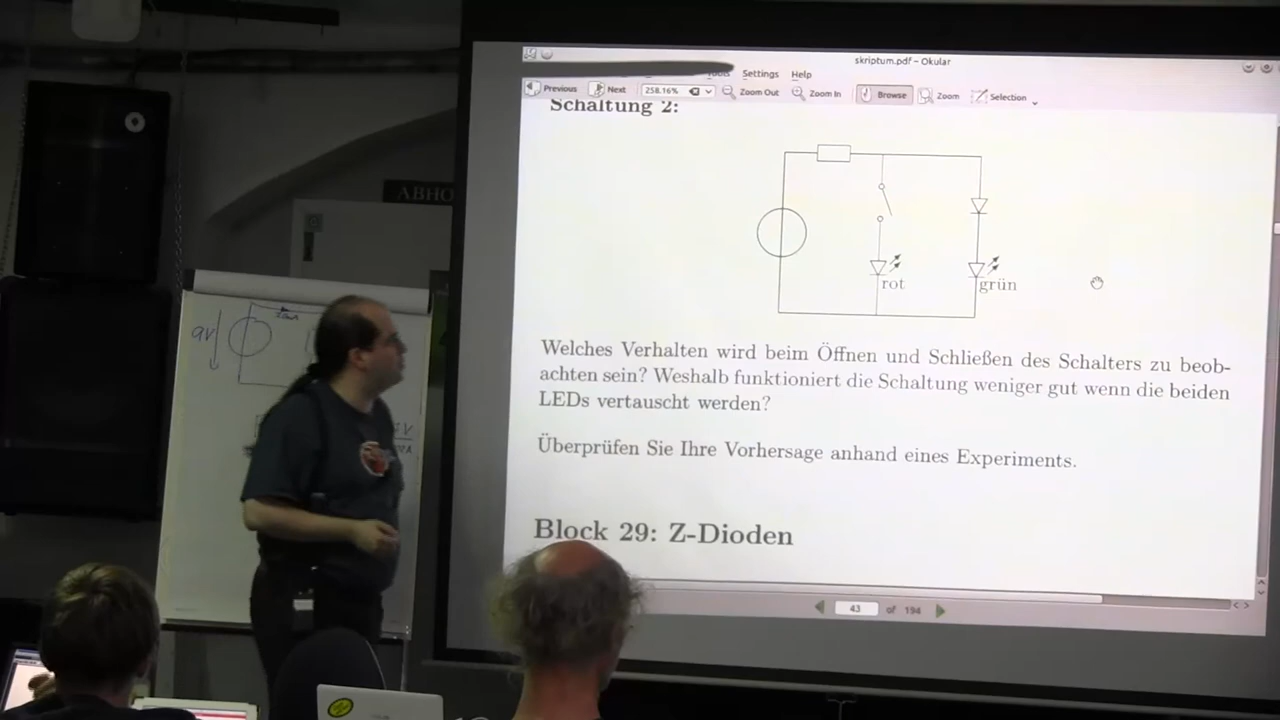 skriptum.pdf – Okular
Settings Help
Previous Next 258.16% Zoom Out Zoom In Browse Zoom Selection
Schaltung 2:
rot
grün
Welches Verhalten wird beim Öffnen und Schließen des Schalters zu beob-
achten sein? Weshalb funktioniert die Schaltung weniger gut wenn die beiden
LEDs vertauscht werden?
Überprüfen Sie Ihre Vorhersage anhand eines Experiments.
Block 29: Z-Dioden
43 of 194
ABHO
9V